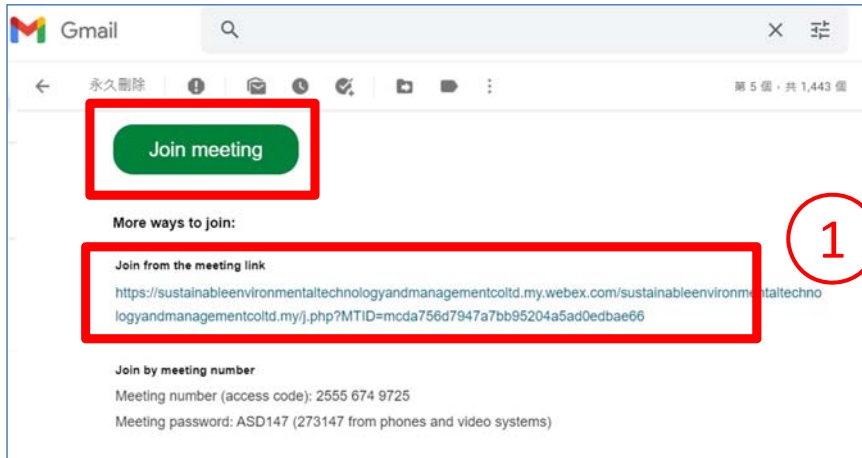 Gmail
永久刪除
第 5 個，共 1,443 個
Join meeting
More ways to join:
1
Join from the meeting link
https://sustainableenvironmentaltechnologyandmanagementcoltd.my.webex.com/sustainableenvironmentaltechno
logyandmanagementcoltd.my/j.php?MTID=mcda756d7947a7bb95204a5ad0edbae66
Join by meeting number
Meeting number (access code): 2555 674 9725
Meeting password: ASD147 (273147 from phones and video systems)